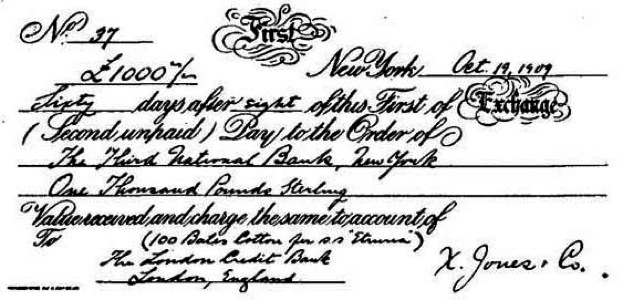 No. 37 First
£1000 no/oo New York Oct. 19, 1909
Sixty days after sight of this First of Exchange
(Second unpaid) Pay to the Order of
The Third National Bank, New York
One Thousand Pounds Sterling
Value received, and charge the same to account of
To (100 Bales Cotton per s.s "Etruria")
The London Credit Bank X. Jones & Co.
London, England